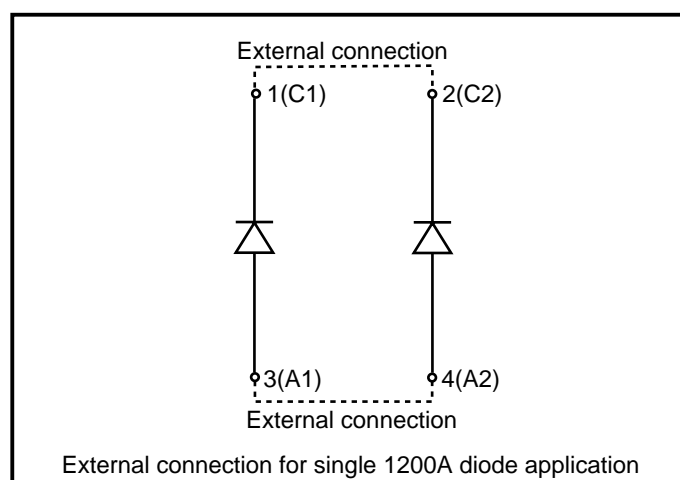 External connection
1(C1)
2(C2)
3(A1)
4(A2)
External connection
External connection for single 1200A diode application